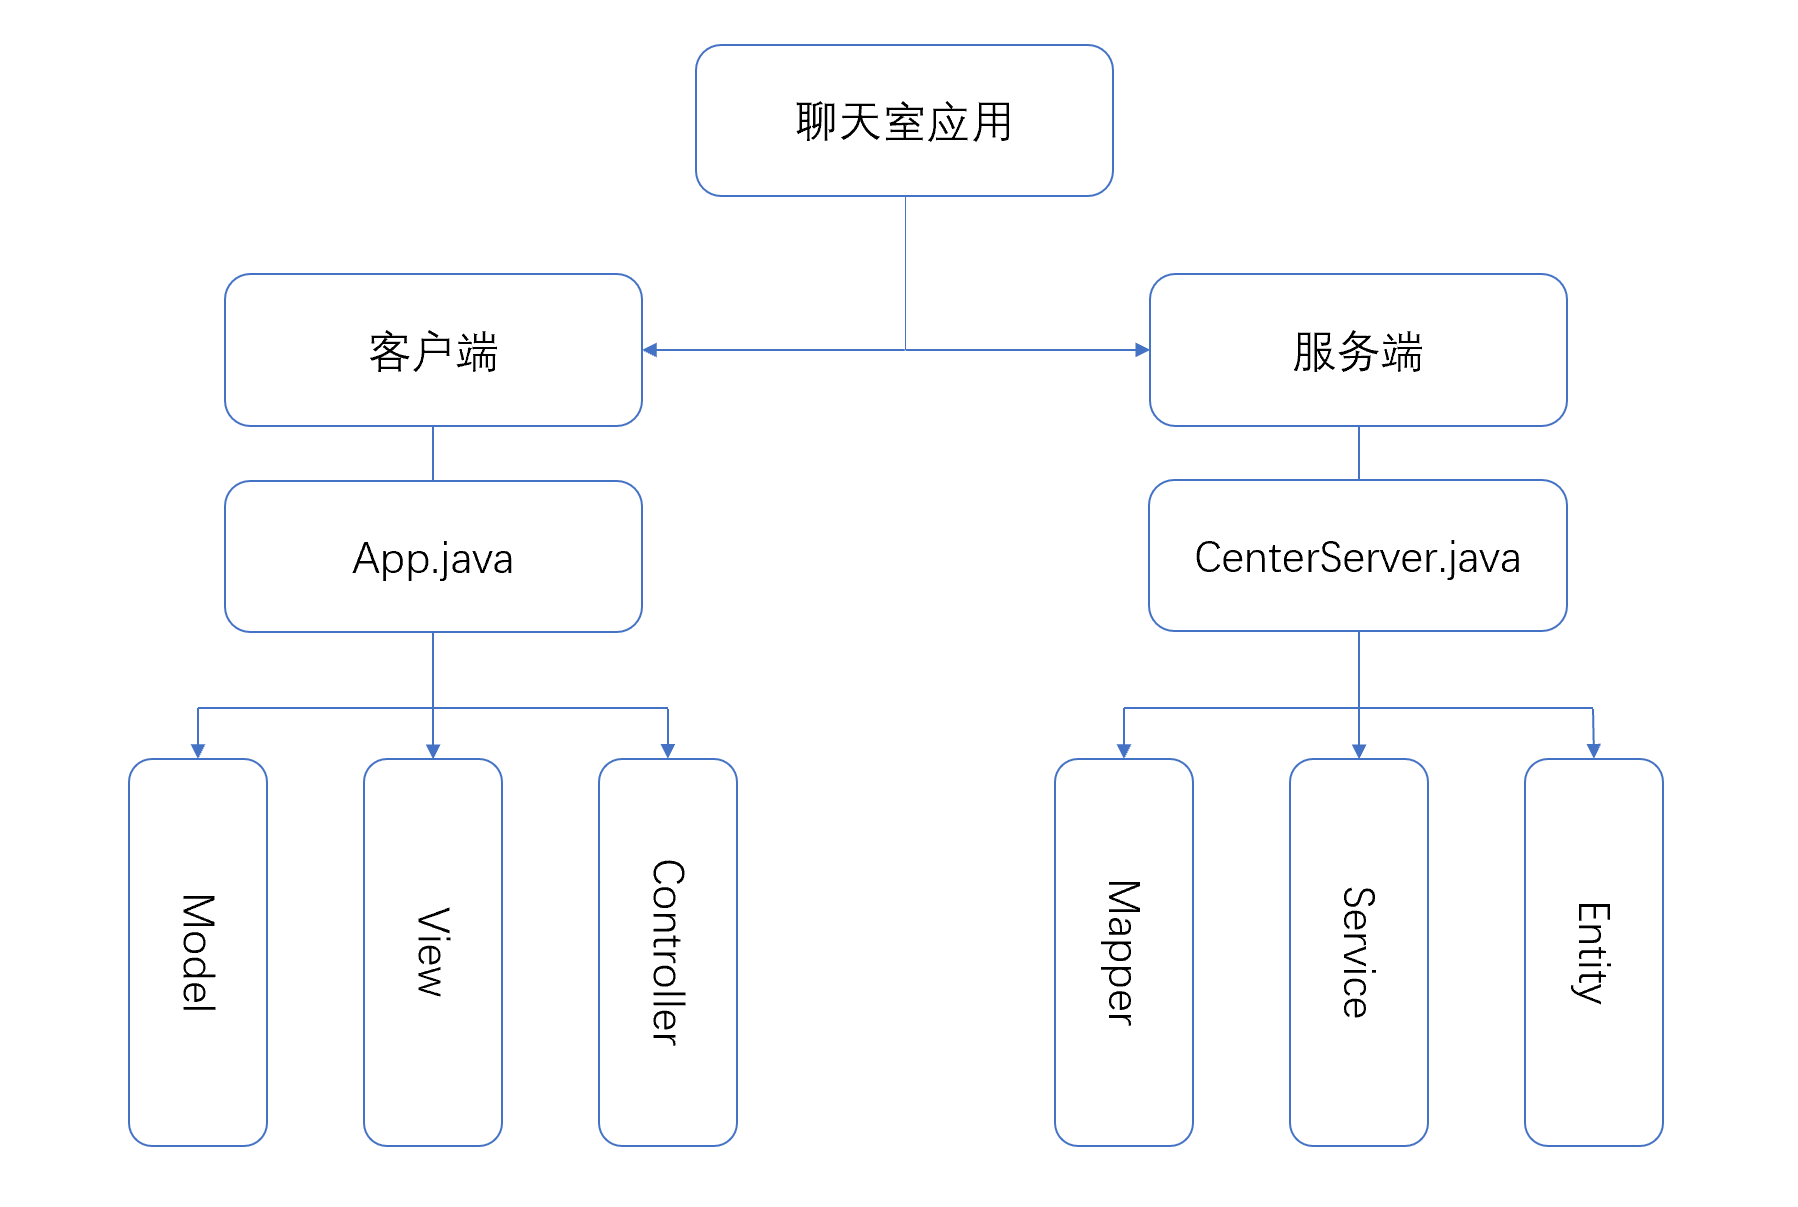 聊天室应用
客户端
服务端
App.java
CenterServer.java
Model
View
Controller
Mapper
Service
Entity